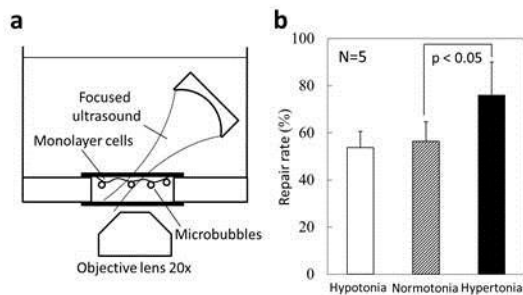 a
Focused
ultrasound
Monolayer cells
Microbubbles
Objective lens 20x
b
100
80
60
40
20
0
Repair rate (%)
N=5
p < 0.05
Hypotonia Normotonia Hypertonia